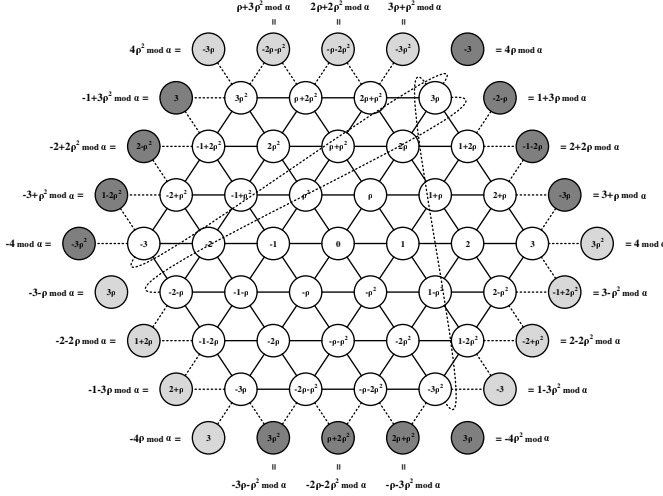 ρ+3ρ² mod α 2ρ+2ρ² mod α 3ρ+ρ² mod α
= = =
4ρ² mod α = -3ρ -2ρ-ρ² -ρ-2ρ² -3ρ² -3 = 4ρ mod α
-1+3ρ² mod α = 3 3ρ² ρ+2ρ² 2ρ+ρ² 3ρ -2-ρ = 1+3ρ mod α
-2+2ρ² mod α = 2-ρ² -1+2ρ² 2ρ² ρ+ρ² 2ρ 1+2ρ -1-2ρ = 2+2ρ mod α
-3+ρ² mod α = 1-2ρ² -2+ρ² -1+ρ² ρ² ρ 1+ρ 2+ρ -3ρ = 3+ρ mod α
-4 mod α = -3ρ² -3 -2 -1 0 1 2 3 3ρ² = 4 mod α
-3-ρ mod α = 3ρ -2-ρ -1-ρ -ρ -ρ² 1-ρ² 2-ρ² -1+2ρ² = 3-ρ² mod α
-2-2ρ mod α = 1+2ρ -1-2ρ -2ρ -ρ-ρ² -2ρ² 1-2ρ² -2+ρ² = 2-2ρ² mod α
-1-3ρ mod α = 2+ρ -3ρ -2ρ-ρ² -ρ-2ρ² -3ρ² -3 = 1-3ρ² mod α
-4ρ mod α = 3 3ρ² ρ+2ρ² 2ρ+ρ² 3ρ = -4ρ² mod α
= = =
-3ρ-ρ² mod α -2ρ-2ρ² mod α -ρ-3ρ² mod α